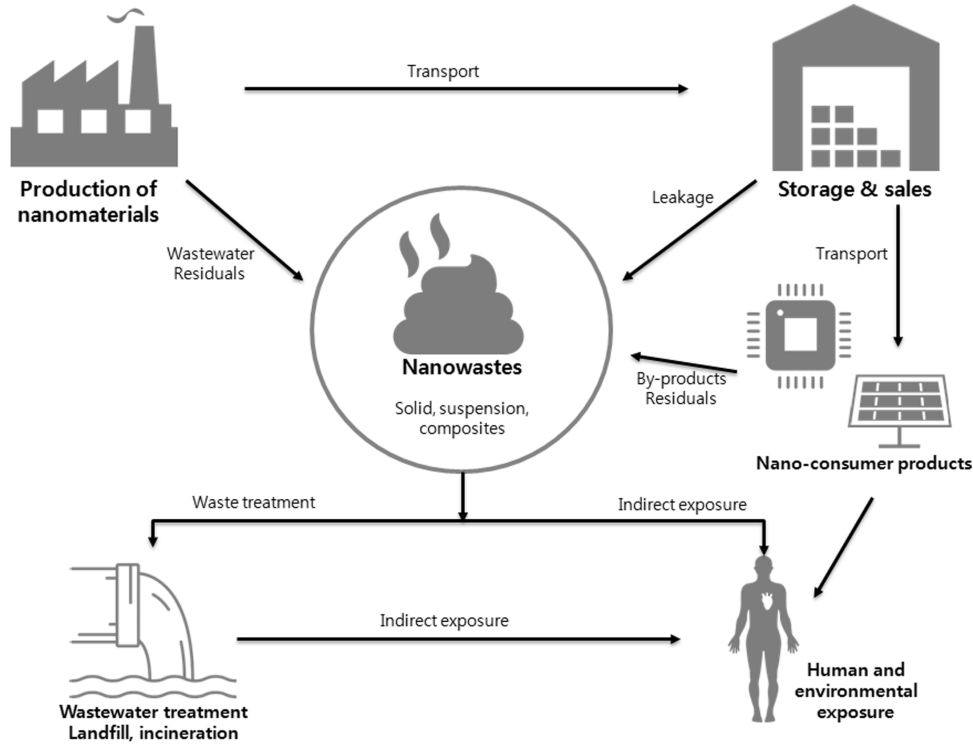 Transport
Production of
nanomaterials
Storage & sales
Leakage
Wastewater
Residuals
Transport
Nanowastes
By-products
Residuals
Solid, suspension,
composites
Nano-consumer products
Waste treatment
Indirect exposure
Indirect exposure
Human and
environmental
exposure
Wastewater treatment
Landfill, incineration